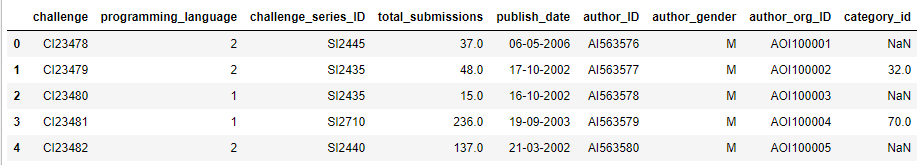 challenge programming_language challenge_series_ID total_submissions publish_date author_ID author_gender author_org_ID category_id
0 CI23478 2 SI2445 37.0 06-05-2006 AI563576 M AOI100001 NaN
1 CI23479 2 SI2435 48.0 17-10-2002 AI563577 M AOI100002 32.0
2 CI23480 1 SI2435 15.0 16-10-2002 AI563578 M AOI100003 NaN
3 CI23481 1 SI2710 236.0 19-09-2003 AI563579 M AOI100004 70.0
4 CI23482 2 SI2440 137.0 21-03-2002 AI563580 M AOI100005 NaN